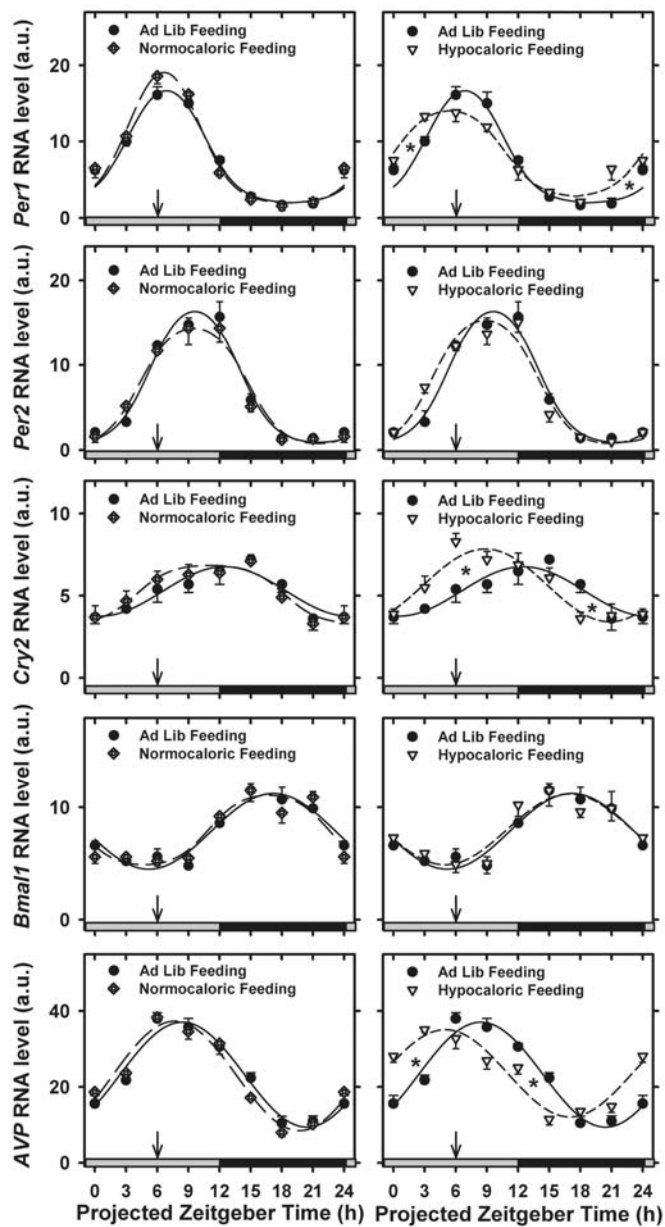 Ad Lib Feeding
Normocaloric Feeding
Per1 RNA level (a.u.)
20
10
0
Ad Lib Feeding
Hypocaloric Feeding
*
*
Ad Lib Feeding
Normocaloric Feeding
Per2 RNA level (a.u.)
20
10
0
Ad Lib Feeding
Hypocaloric Feeding
Ad Lib Feeding
Normocaloric Feeding
Cry2 RNA level (a.u.)
10
5
0
Ad Lib Feeding
Hypocaloric Feeding
*
*
Ad Lib Feeding
Normocaloric Feeding
Bmal1 RNA level (a.u.)
10
0
Ad Lib Feeding
Hypocaloric Feeding
Ad Lib Feeding
Normocaloric Feeding
AVP RNA level (a.u.)
40
20
0
Ad Lib Feeding
Hypocaloric Feeding
*
*
0 3 6 9 12 15 18 21 24
0 3 6 9 12 15 18 21 24
Projected Zeitgeber Time (h)
Projected Zeitgeber Time (h)